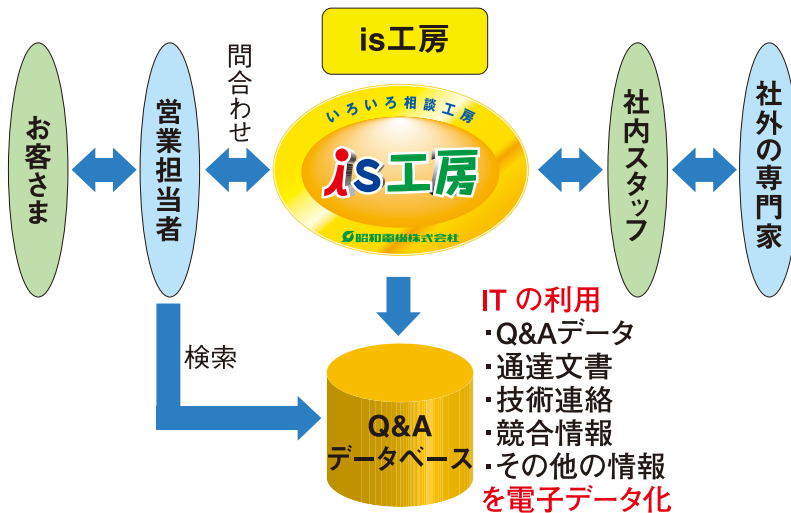 is工房
お客さま
営業担当者
問合わせ
いろいろ相談工房
is工房
昭和電機株式会社
社内スタッフ
社外の専門家
検索
Q&A
データベース
ITの利用
・Q&Aデータ
・通達文書
・技術連絡
・競合情報
・その他の情報
を電子データ化